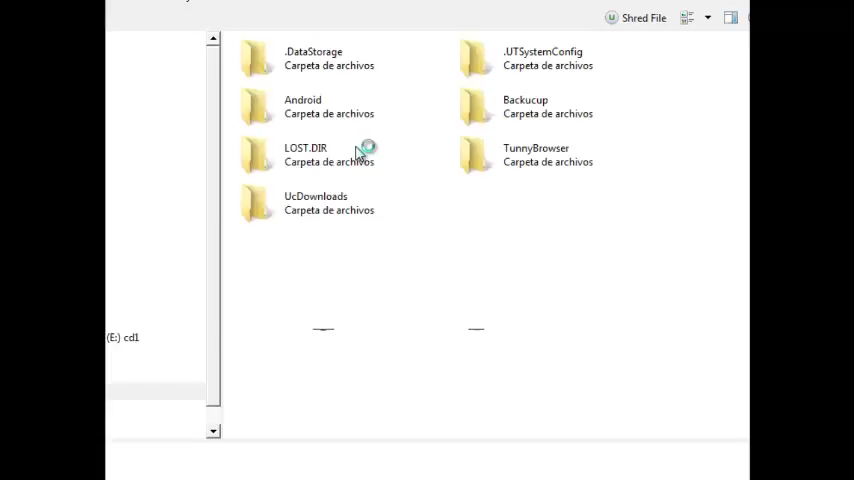 Shred File
.DataStorage
Carpeta de archivos
.UTSystemConfig
Carpeta de archivos
Android
Carpeta de archivos
Backucup
Carpeta de archivos
LOST.DIR
Carpeta de archivos
TunnyBrowser
Carpeta de archivos
UcDownloads
Carpeta de archivos
(E:) cd1